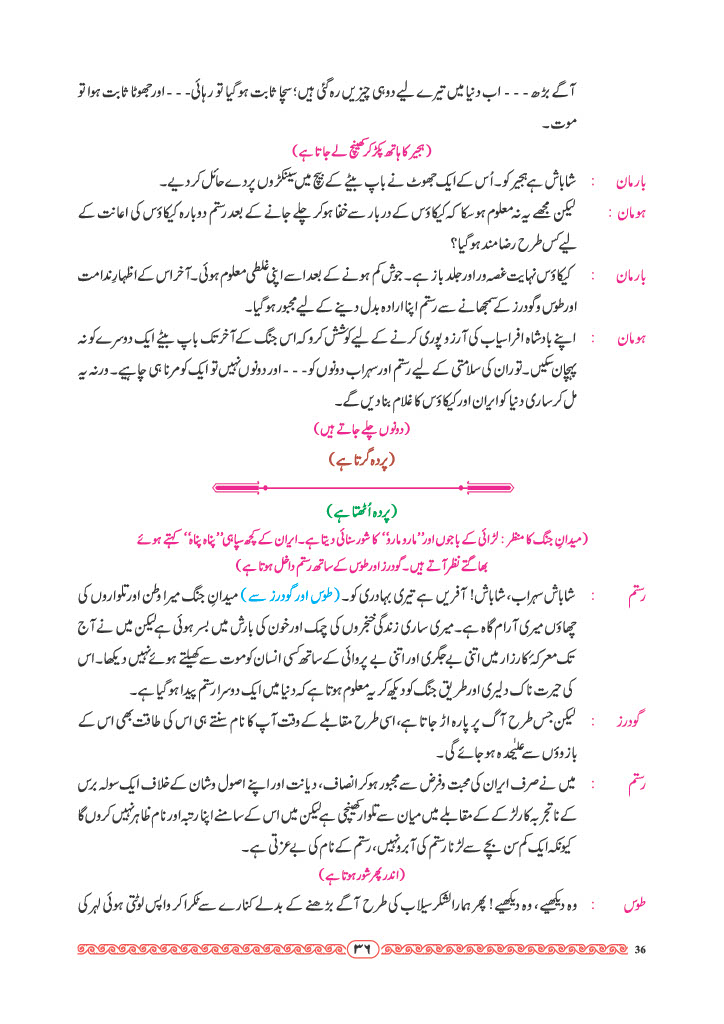 آگے بڑھ - - - اب دنیا میں تیرے لیے دو ہی چیزیں رہ گئی ہیں؛ سچا ثابت ہو گیا تو رہائی - - - اور جھوٹا ثابت ہوا تو
موت۔
(ہجیر کا ہاتھ پکڑ کر کھینچ لے جاتا ہے)
بارمان : شاباش ہے ہجیر کو۔ اُس کے ایک جھوٹ نے باپ بیٹے کے بیچ میں سینکڑوں پردے حائل کر دیے۔
ہومان : لیکن مجھے یہ نہ معلوم ہو سکا کہ کیکاؤس کے دربار سے خفا ہو کر چلے جانے کے بعد رستم دوبارہ کیکاؤس کی اعانت کے
لیے کس طرح رضامند ہو گیا؟
بارمان : کیکاؤس نہایت غصہ ور اور جلد باز ہے۔ جوش کم ہونے کے بعد اسے اپنی غلطی معلوم ہوئی۔ آخر اس کے اظہارِ ندامت
اور طوس و گودرز کے سمجھانے سے رستم اپنا ارادہ بدل دینے کے لیے مجبور ہو گیا۔
ہومان : اپنے بادشاہ افراسیاب کی آرزو پوری کرنے کے لیے کوشش کرو کہ اس جنگ کے آخر تک باپ بیٹے ایک دوسرے کو نہ
پہچان سکیں۔ توران کی سلامتی کے لیے رستم اور سہراب دونوں کو - - - اور دونوں نہیں تو ایک کو مرنا ہی چاہیے۔ ورنہ یہ
مل کر ساری دنیا کو ایران اور کیکاؤس کا غلام بنا دیں گے۔
(دونوں چلے جاتے ہیں)
(پردہ گرتا ہے)
(پردہ اُٹھتا ہے)
(میدانِ جنگ کا منظر: لڑائی کے باجوں اور ”مارو مارو“ کا شور سنائی دیتا ہے۔ ایران کے کچھ سپاہی ”پناہ پناہ“ کہتے ہوئے
بھاگتے نظر آتے ہیں۔ گودرز اور طوس کے ساتھ رستم داخل ہوتا ہے)
رستم : شاباش سہراب، شاباش! آفریں ہے تیری بہادری کو۔ (طوس اور گودرز سے) میدانِ جنگ میرا وطن اور تلواروں کی
چھاؤں میری آرام گاہ ہے۔ میری ساری زندگی خنجروں کی چمک اور خون کی بارش میں بسر ہوئی ہے لیکن میں نے آج
تک معرکۂ کارزار میں اتنی بے جگری اور اتنی بے پروائی کے ساتھ کسی انسان کو موت سے کھیلتے ہوئے نہیں دیکھا۔ اس
کی حیرت ناک دلیری اور طریقِ جنگ کو دیکھ کر یہ معلوم ہوتا ہے کہ دنیا میں ایک دوسرا رستم پیدا ہو گیا ہے۔
گودرز : لیکن جس طرح آگ پر پارہ اڑ جاتا ہے، اسی طرح مقابلے کے وقت آپ کا نام سنتے ہی اس کی طاقت بھی اس کے
بازوؤں سے علیٰحدہ ہو جائے گی۔
رستم : میں نے صرف ایران کی محبت و فرض سے مجبور ہو کر انصاف، دیانت اور اپنے اصول و شان کے خلاف ایک سولہ برس
کے ناتجربہ کار لڑکے کے مقابلے میں میان سے تلوار کھینچی ہے لیکن میں اس کے سامنے اپنا رتبہ اور نام ظاہر نہیں کروں گا
کیونکہ ایک کم سن بچے سے لڑنا رستم کی آبرو نہیں، رستم کے نام کی بے عزتی ہے۔
(اندر پھر شور ہوتا ہے)
طوس : وہ دیکھیے، وہ دیکھیے! پھر ہمارا لشکر سیلاب کی طرح آگے بڑھنے کے بدلے کنارے سے ٹکرا کر واپس لوٹتی ہوئی لہر کی
۳۶
36